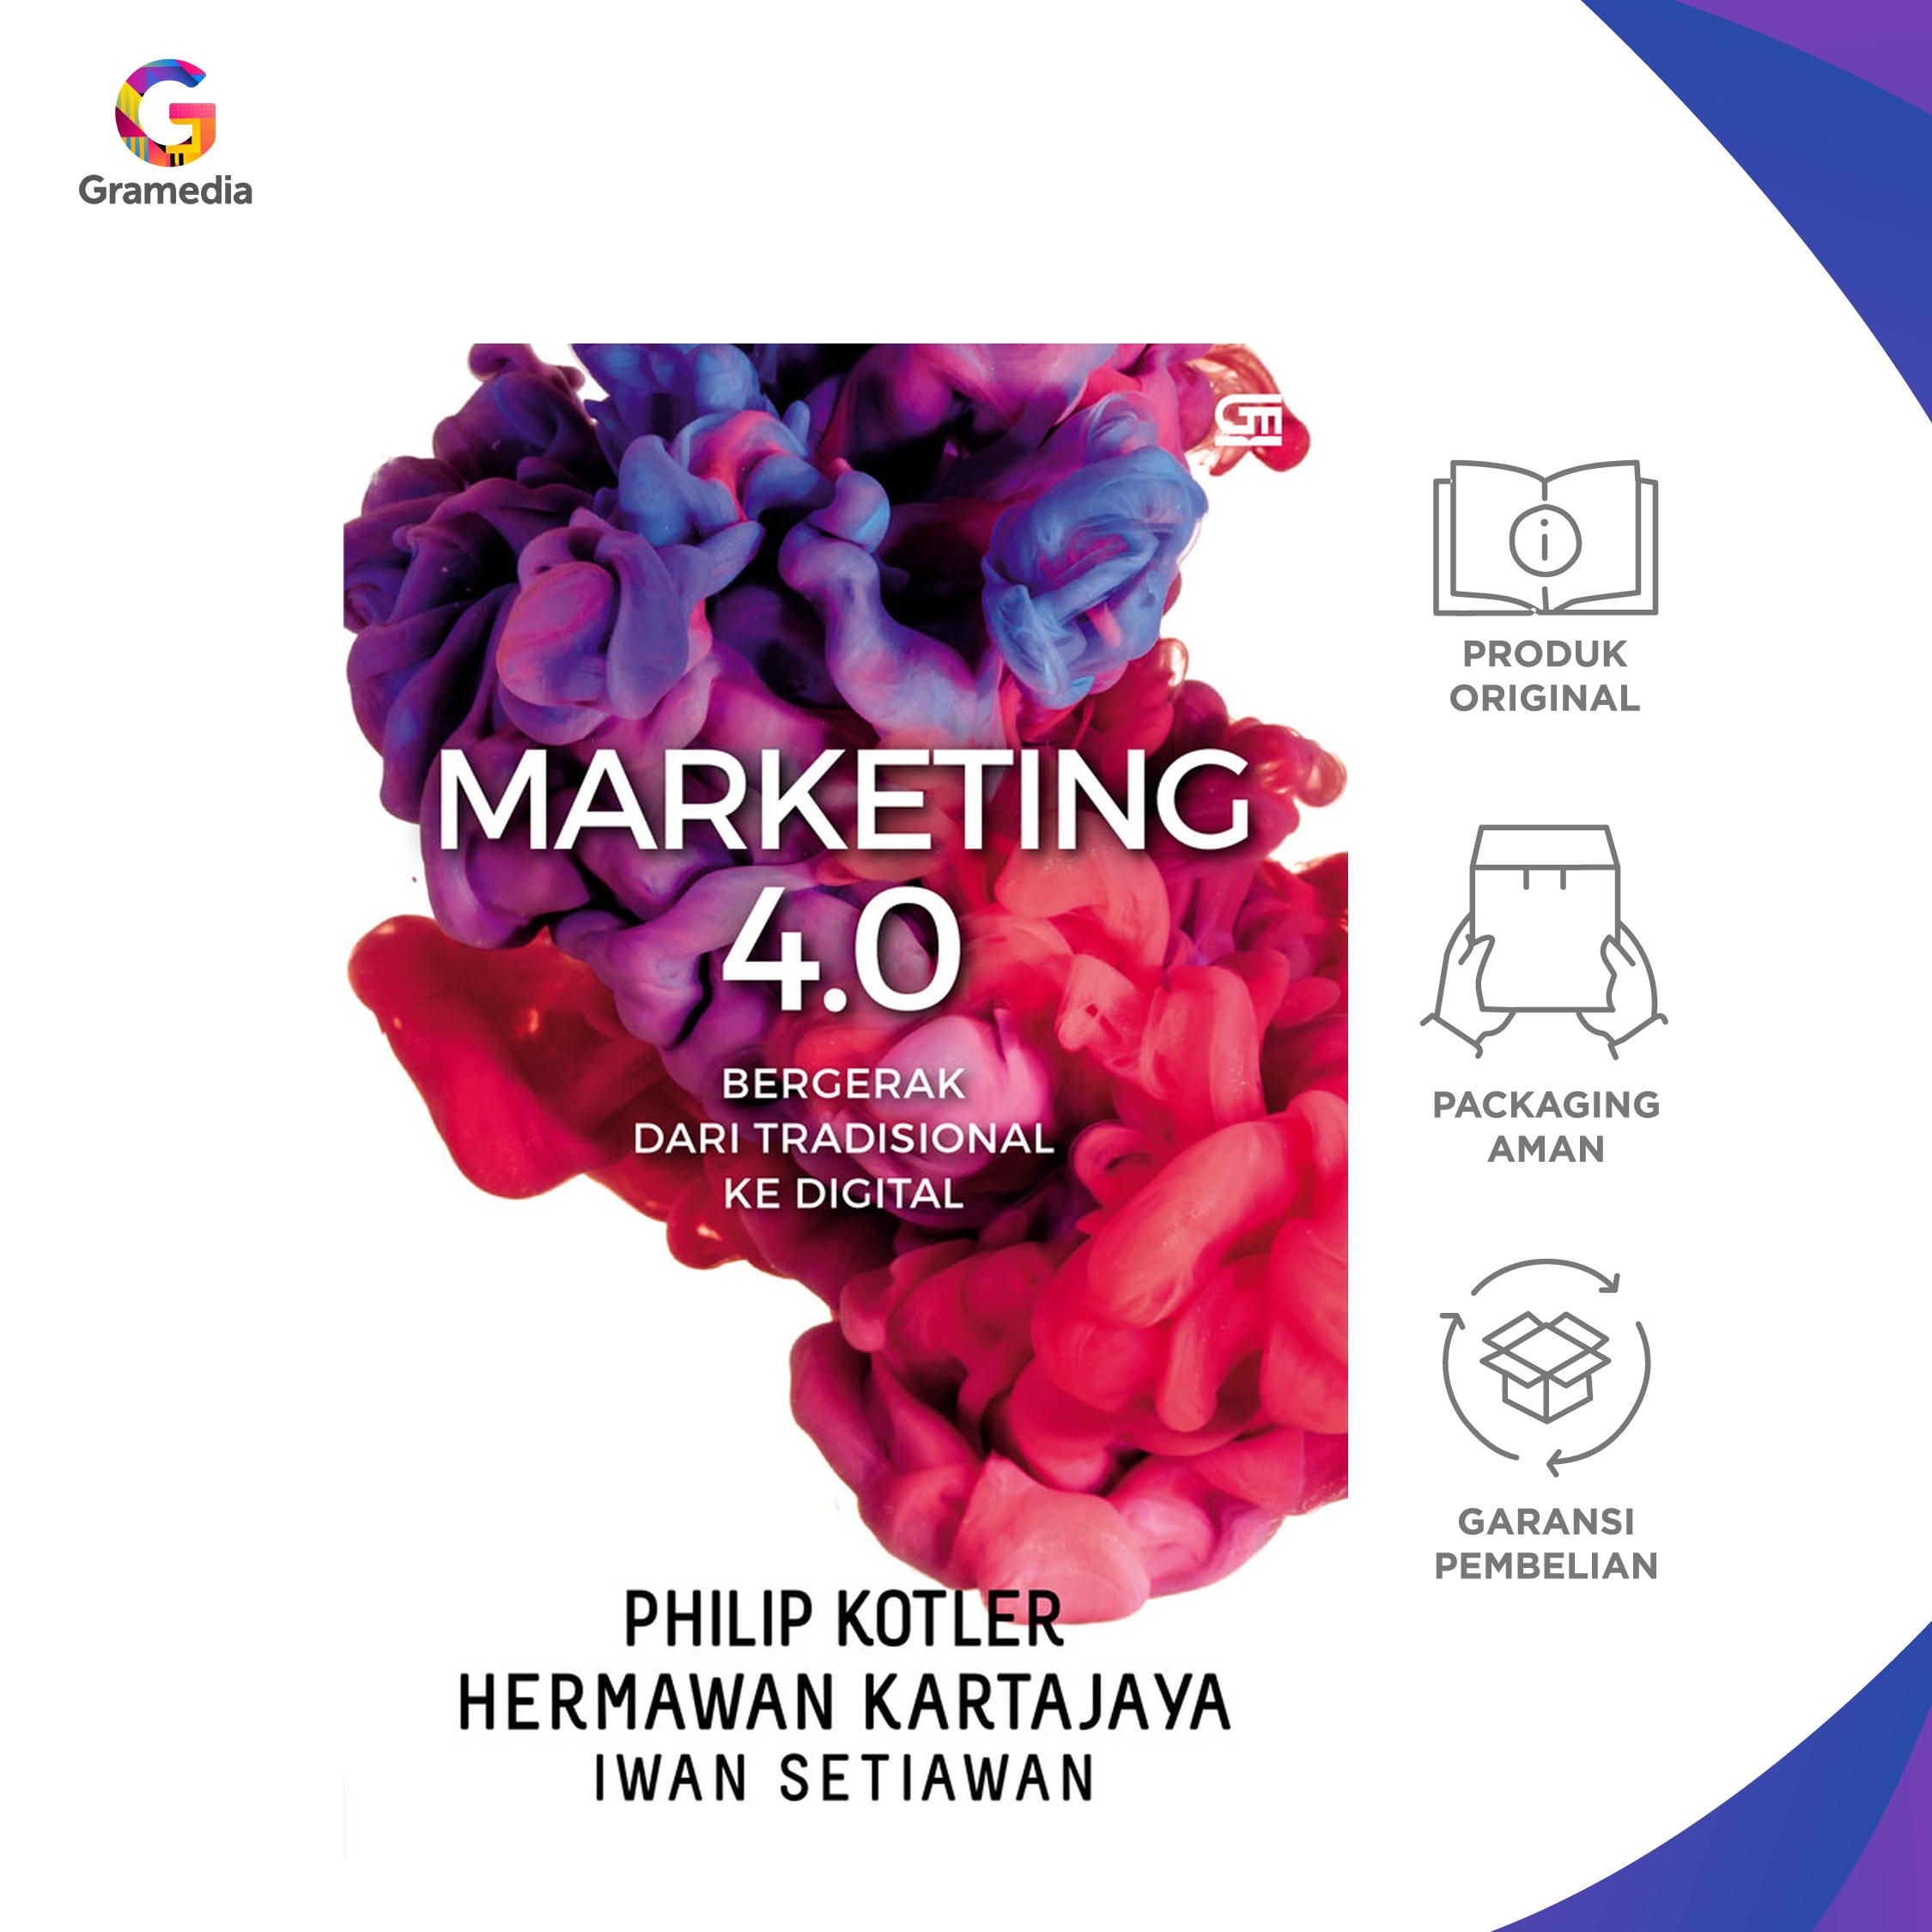 Gramedia
MARKETING
4.0
BERGERAK
DARI TRADISIONAL
KE DIGITAL
PHILIP KOTLER
HERMAWAN KARTAJAYA
IWAN SETIAWAN
PRODUK
ORIGINAL
PACKAGING
AMAN
GARANSI
PEMBELIAN